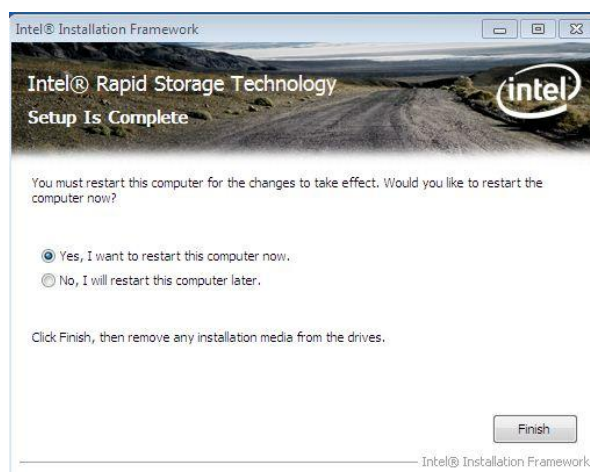 Intel® Installation Framework
Intel® Rapid Storage Technology
Setup Is Complete
intel
You must restart this computer for the changes to take effect. Would you like to restart the
computer now?
Yes, I want to restart this computer now.
No, I will restart this computer later.
Click Finish, then remove any installation media from the drives.
Finish
Intel® Installation Framework